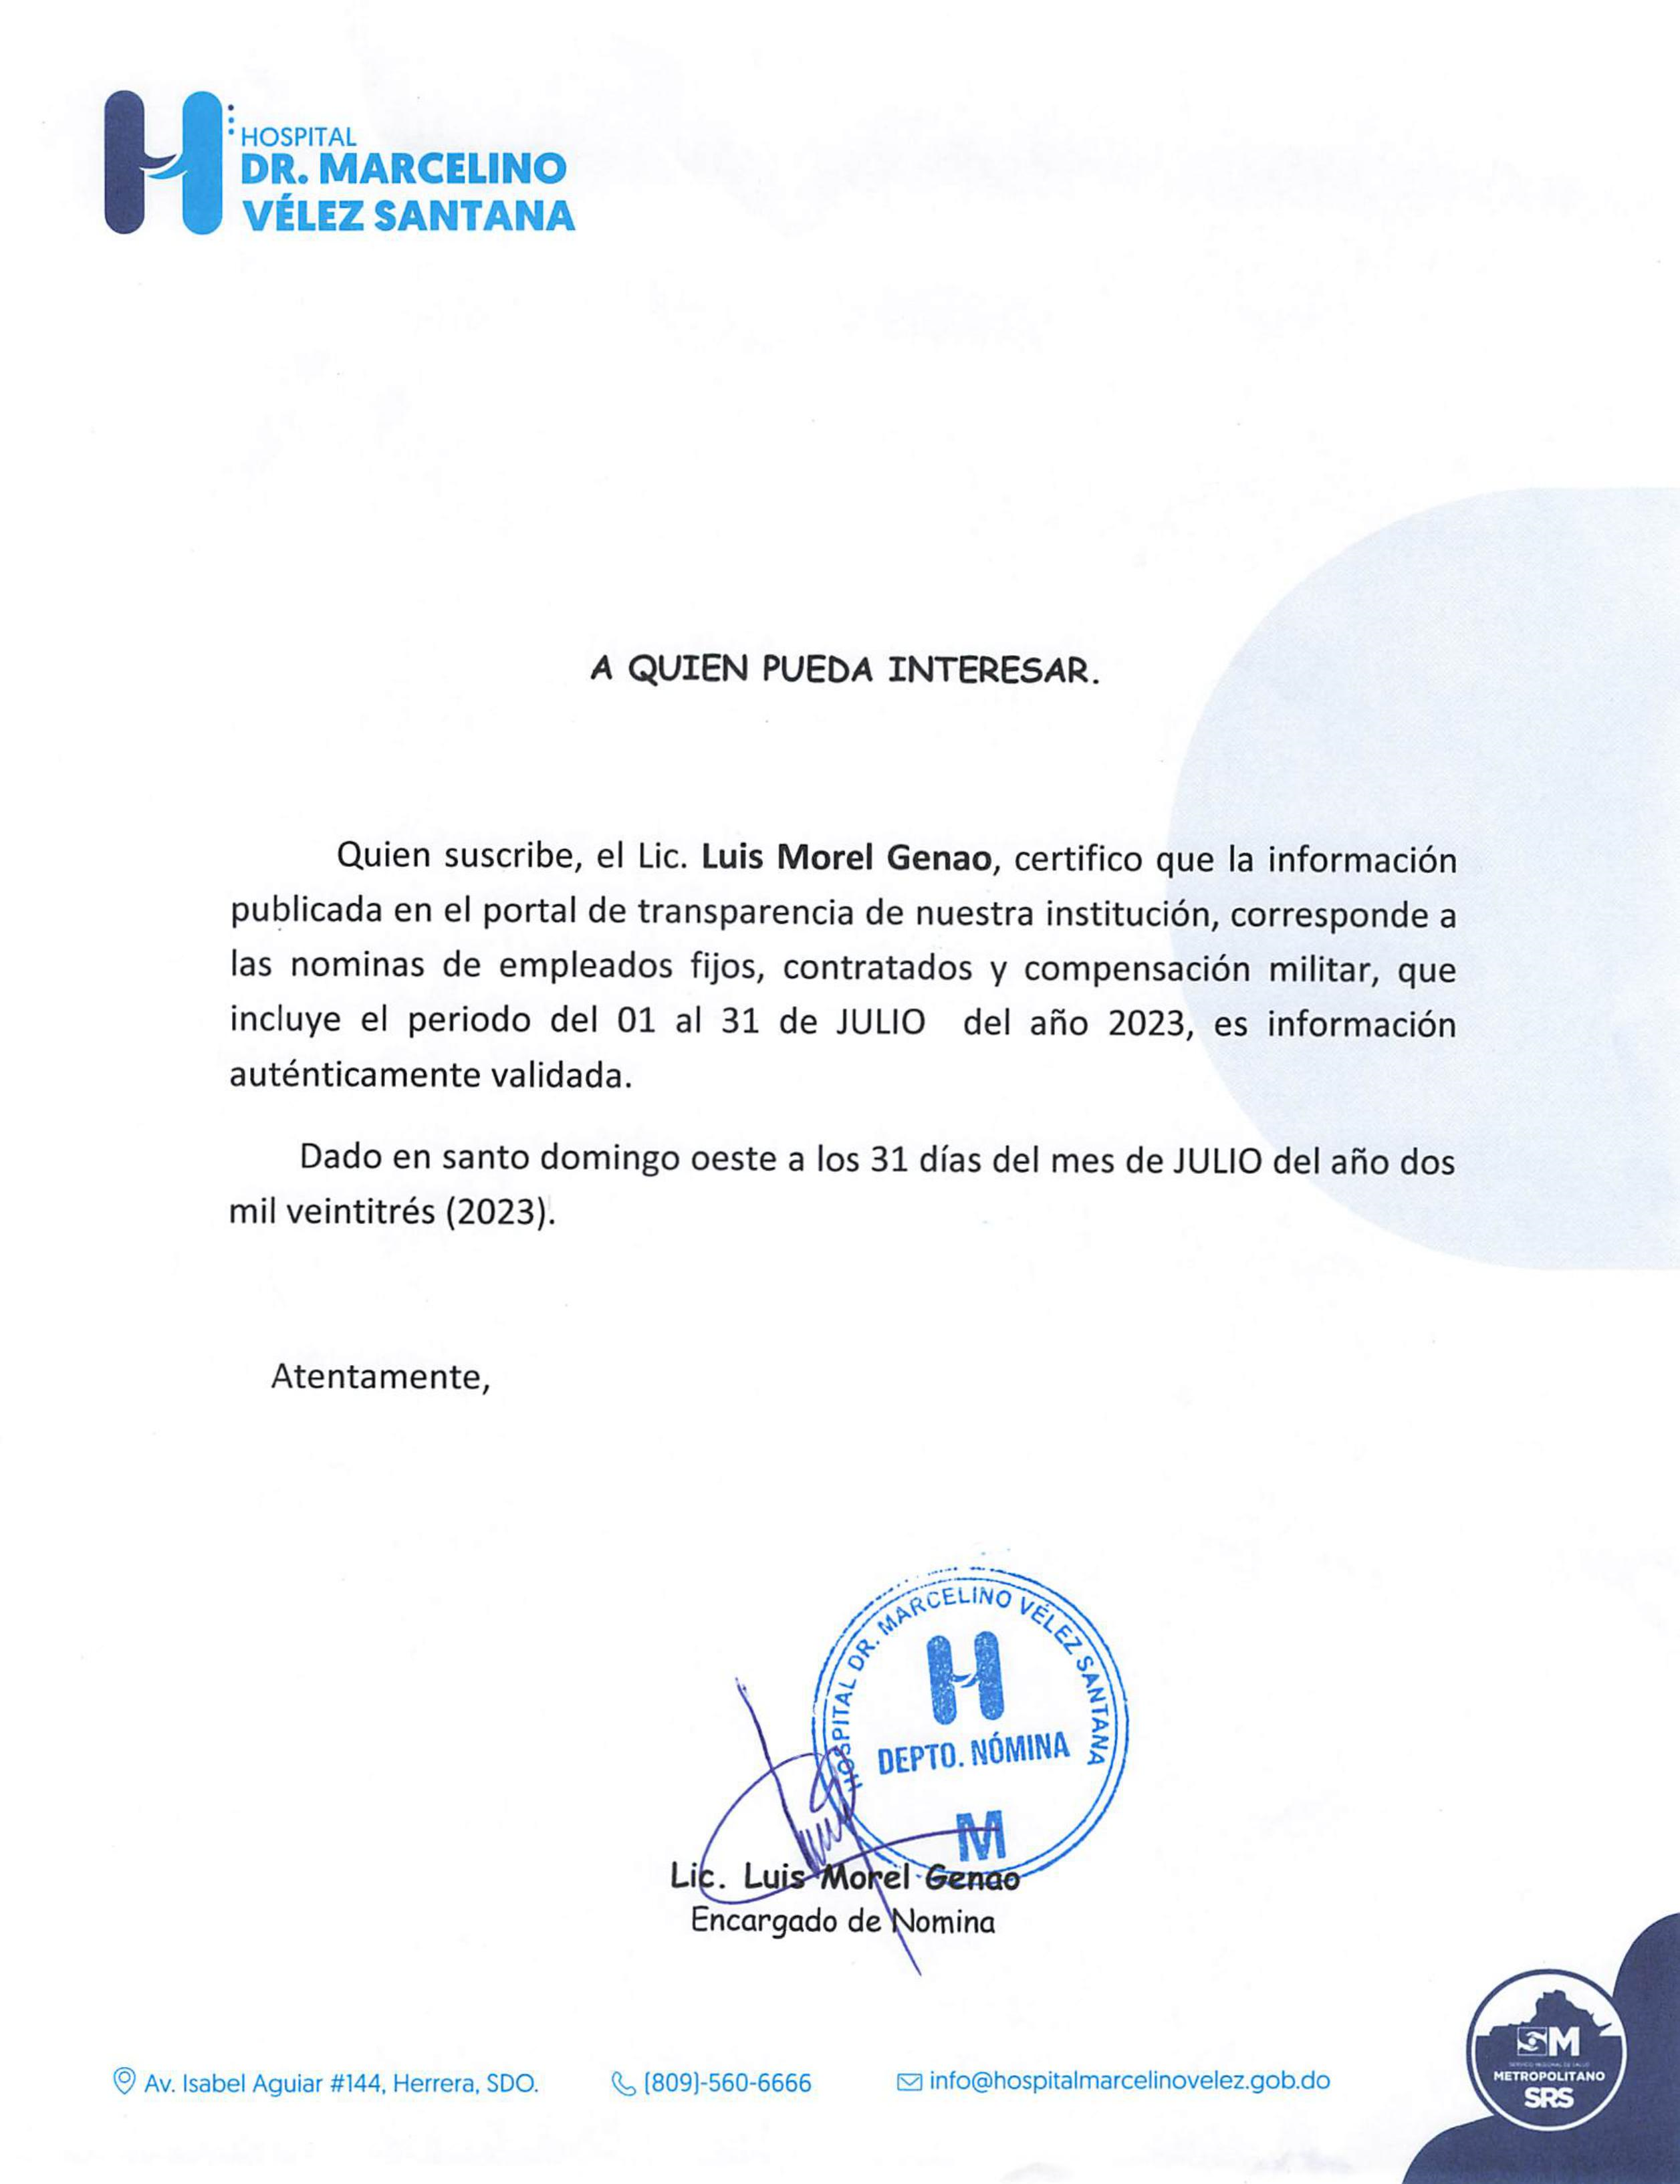 HOSPITAL
DR. MARCELINO
VÉLEZ SANTANA
A QUIEN PUEDA INTERESAR.
Quien suscribe, el Lic. Luis Morel Genao, certifico que la información
publicada en el portal de transparencia de nuestra institución, corresponde a
las nominas de empleados fijos, contratados y compensación militar, que
incluye el periodo del 01 al 31 de JULIO del año 2023, es información
auténticamente validada.
Dado en santo domingo oeste a los 31 días del mes de JULIO del año dos
mil veintitrés (2023).
Atentamente,
HOSPITAL DR. MARCELINO VÉLEZ SANTANA
DEPTO. NÓMINA
M
Lic. Luis Morel Genao
Encargado de Nomina
Av. Isabel Aguiar #144, Herrera, SDO. (809)-560-6666 info@hospitalmarcelinovelez.gob.do
M
SERVICIO REGIONAL DE SALUD
METROPOLITANO
SRS